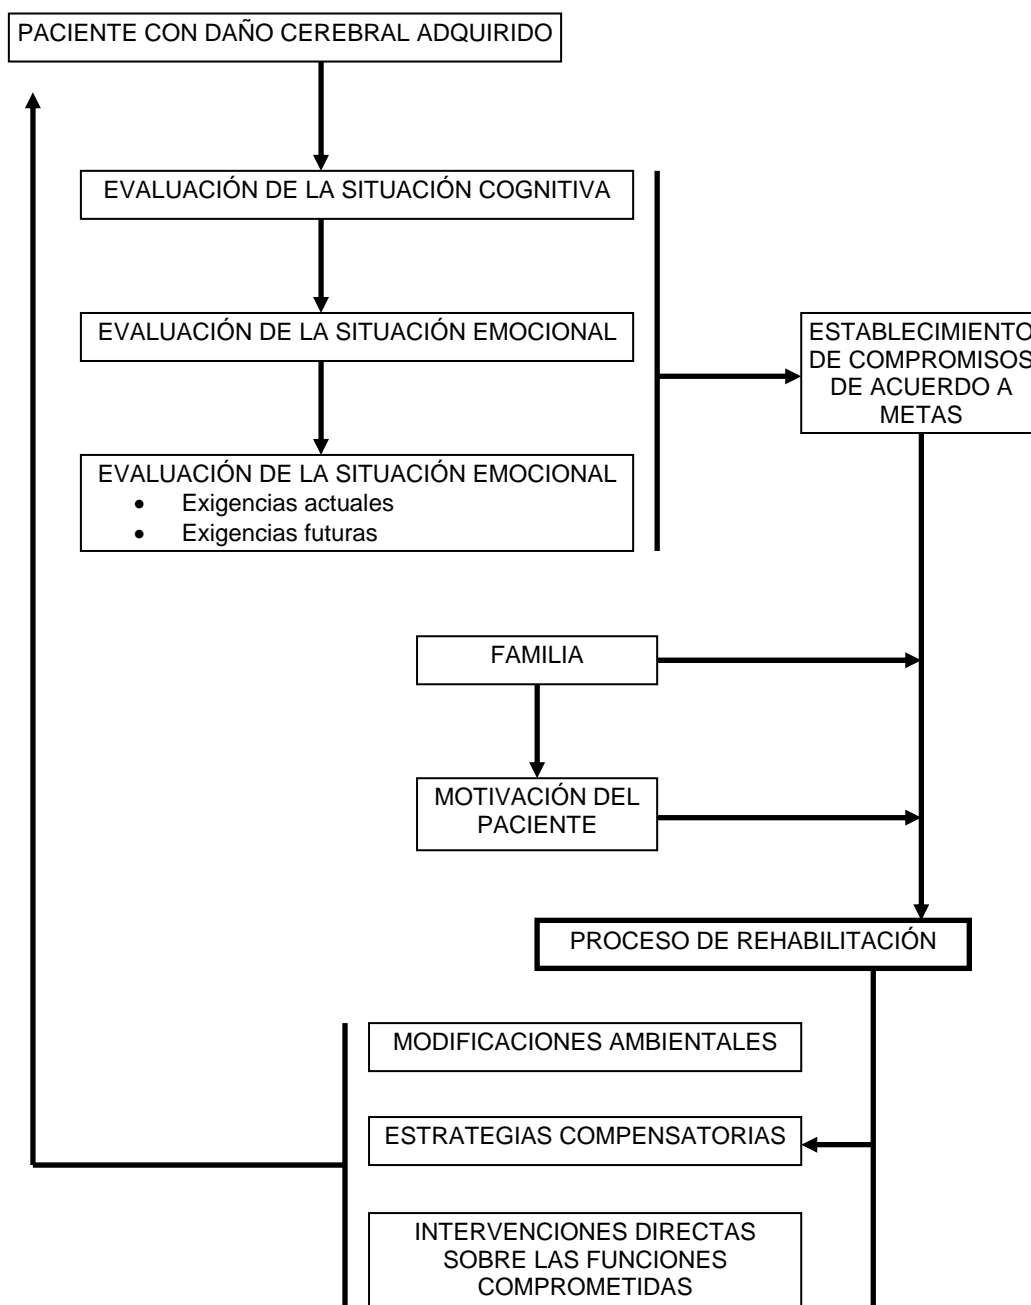 PACIENTE CON DAÑO CEREBRAL ADQUIRIDO
EVALUACIÓN DE LA SITUACIÓN COGNITIVA
EVALUACIÓN DE LA SITUACIÓN EMOCIONAL
ESTABLECIMIENTO
DE COMPROMISOS
DE ACUERDO A
METAS
EVALUACIÓN DE LA SITUACIÓN EMOCIONAL
• Exigencias actuales
• Exigencias futuras
FAMILIA
MOTIVACIÓN DEL
PACIENTE
PROCESO DE REHABILITACIÓN
MODIFICACIONES AMBIENTALES
ESTRATEGIAS COMPENSATORIAS
INTERVENCIONES DIRECTAS
SOBRE LAS FUNCIONES
COMPROMETIDAS